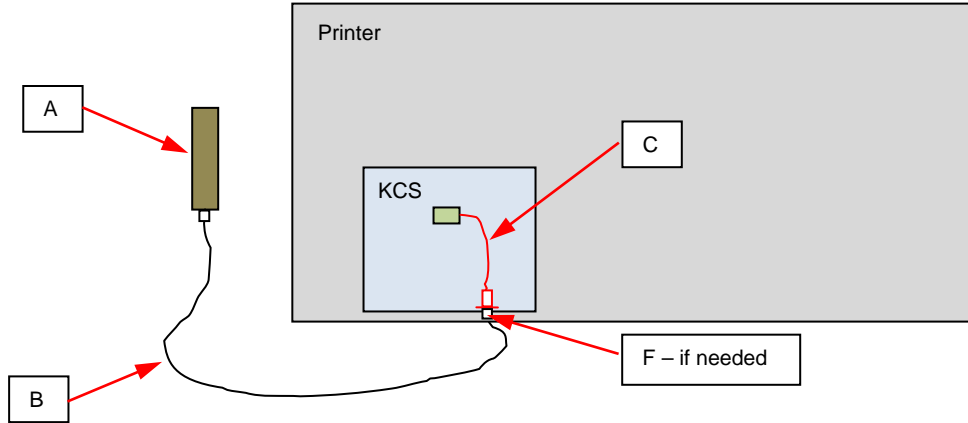 Printer
A
C
KCS
F – if needed
B